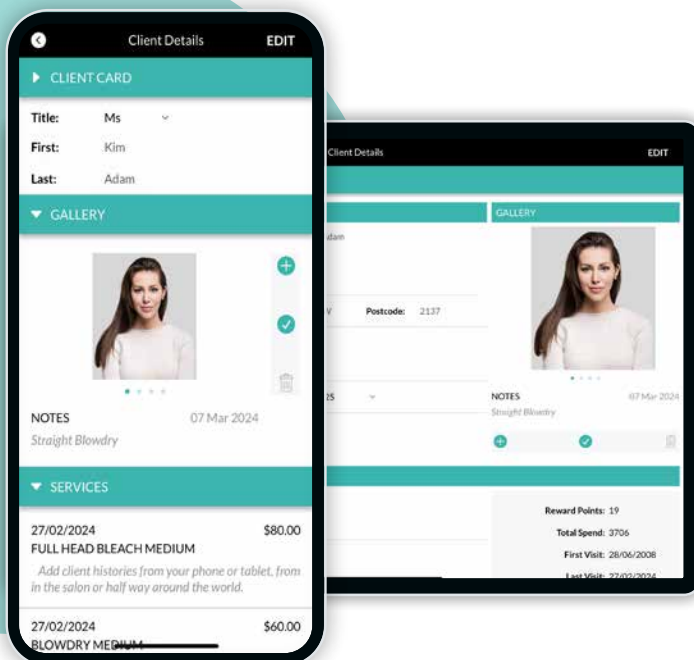 Client Details
EDIT
CLIENT CARD
Title: Ms
First: Kim
Last: Adam
GALLERY
NOTES 07 Mar 2024
Straight Blowdry
SERVICES
27/02/2024 $80.00
FULL HEAD BLEACH MEDIUM
Add client histories from your phone or tablet, from
in the salon or half way around the world.
27/02/2024 $60.00
BLOWDRY MEDIUM
Client Details
EDIT
GALLERY
Postcode: 2137
NOTES 07 Mar 2024
Straight Blowdry
Reward Points: 19
Total Spend: 3706
First Visit: 28/06/2008
Last Visit: 27/02/2024